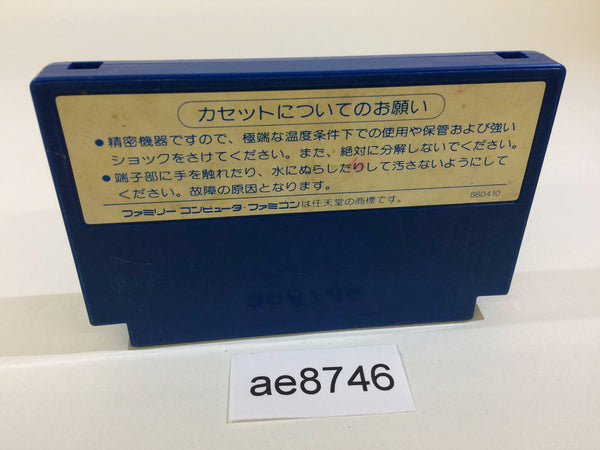 カセットについてのお願い
●精密機器ですので、極端な温度条件下での使用や保管および強い
ショックをさけてください。また、絶対に分解しないでください。
●端子部に手を触れたり、水にぬらしたりして汚さないようにして
ください。故障の原因となります。
860410
ファミリーコンピュータ・ファミコンは任天堂の商標です。
ae8746